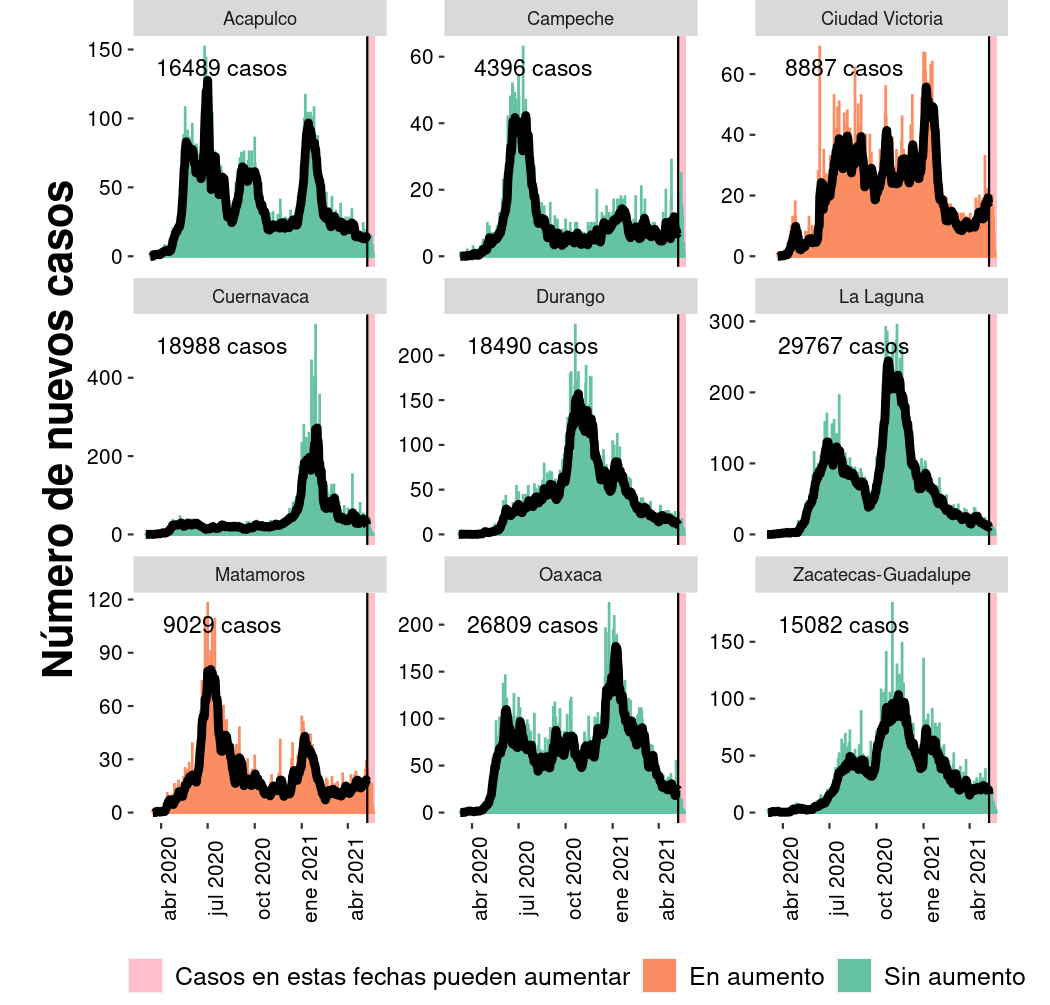 Número de nuevos casos
Acapulco
Campeche
Ciudad Victoria
150
100
50
0
16489 casos
60
40
20
0
4396 casos
60
40
20
0
8887 casos
Cuernavaca
Durango
La Laguna
400
200
0
18988 casos
200
150
100
50
0
18490 casos
300
200
100
0
29767 casos
Matamoros
Oaxaca
Zacatecas-Guadalupe
120
90
60
30
0
9029 casos
200
150
100
50
0
26809 casos
150
100
50
0
15082 casos
abr 2020
jul 2020
oct 2020
ene 2021
abr 2021
abr 2020
jul 2020
oct 2020
ene 2021
abr 2021
abr 2020
jul 2020
oct 2020
ene 2021
abr 2021
Casos en estas fechas pueden aumentar
En aumento
Sin aumento